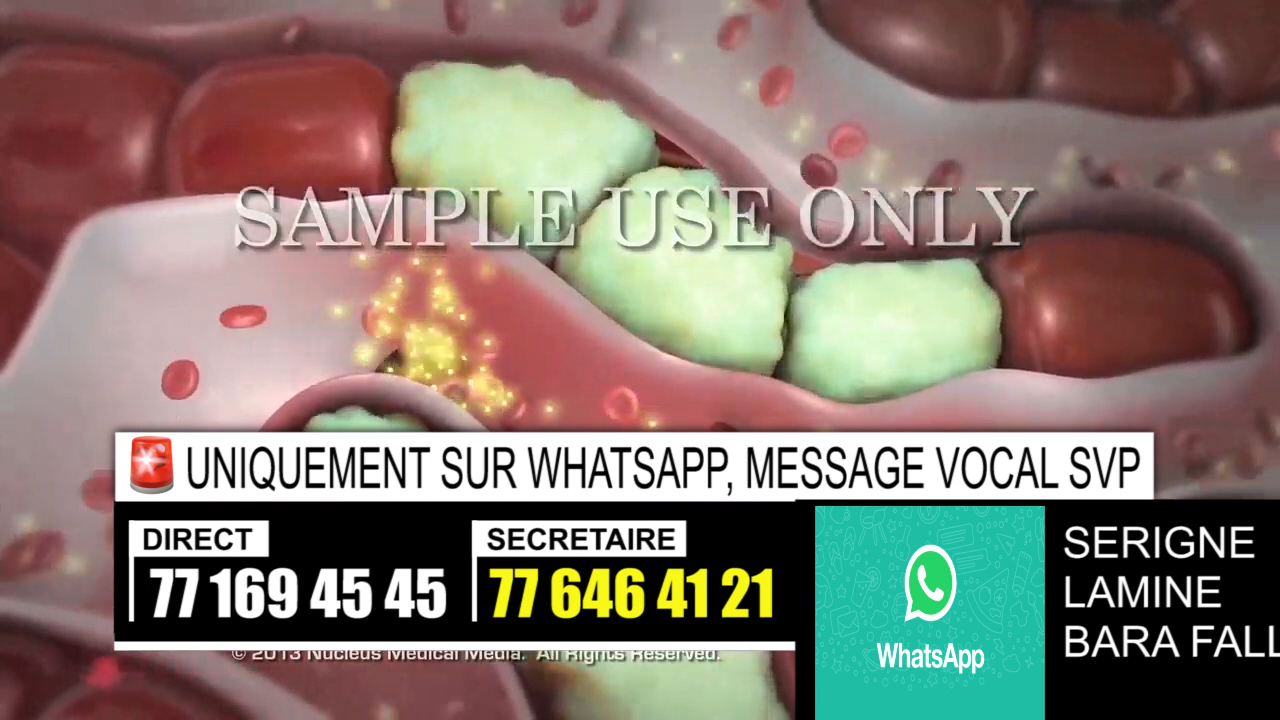 SAMPLE USE ONLY
🚨 UNIQUEMENT SUR WHATSAPP, MESSAGE VOCAL SVP
DIRECT
77 169 45 45
SECRETAIRE
77 646 41 21
WhatsApp
SERIGNE
LAMINE
BARA FALL
© 2013 Nucleus Medical Media. All Rights Reserved.